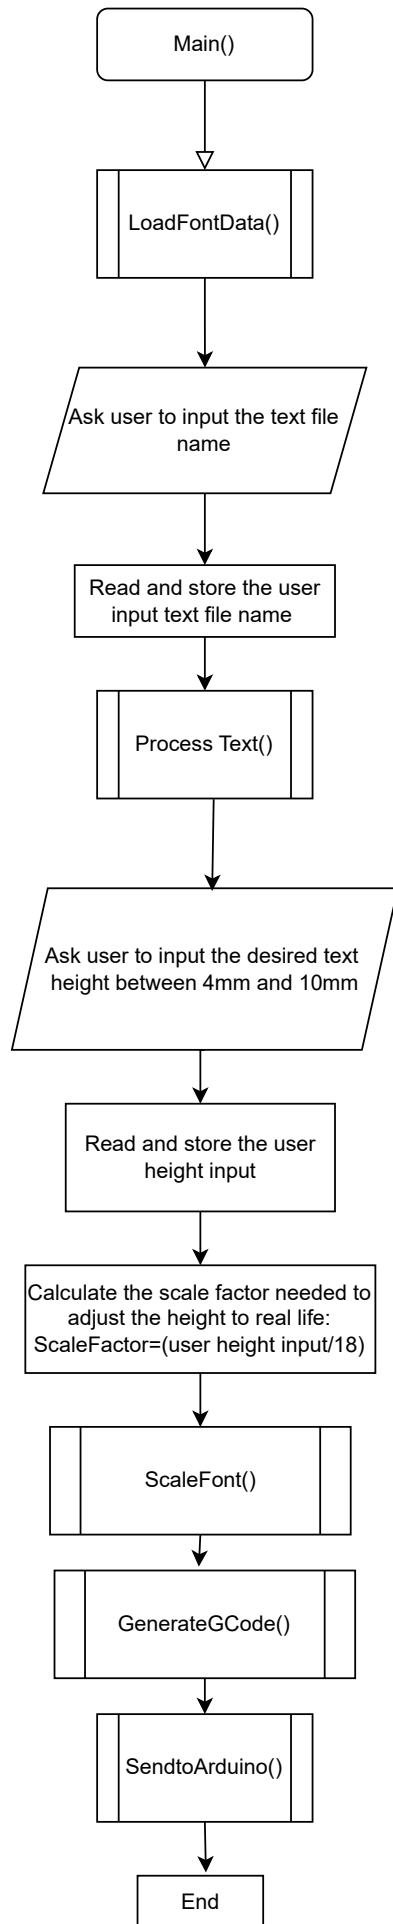 Main()
LoadFontData()
Ask user to input the text file
name
Read and store the user
input text file name
Process Text()
Ask user to input the desired text
height between 4mm and 10mm
Read and store the user
height input
Calculate the scale factor needed to
adjust the height to real life:
ScaleFactor=(user height input/18)
ScaleFont()
GenerateGCode()
SendtoArduino()
End